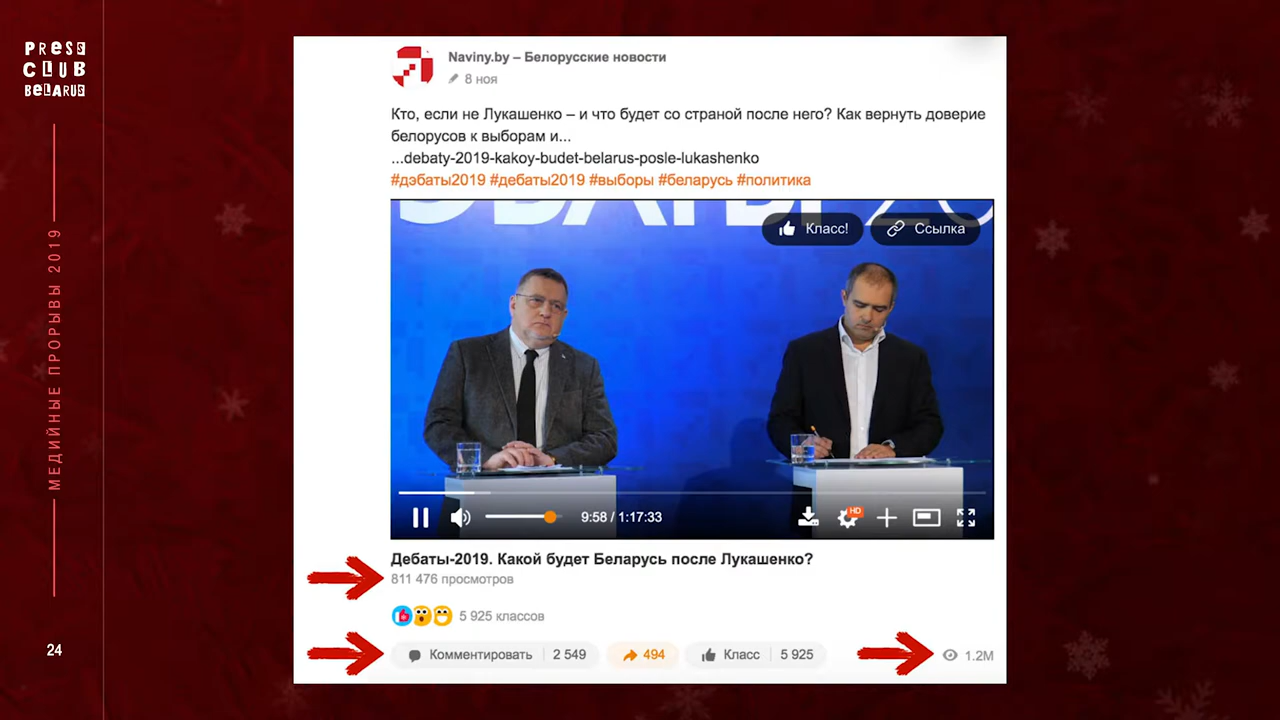 PRESS
CLUB
BELARUS
МЕДИЙНЫЕ ПРОРЫВЫ 2019
24
Naviny.by – Белорусские новости
8 ноя
Кто, если не Лукашенко – и что будет со страной после него? Как вернуть доверие
белорусов к выборам и...
...debaty-2019-kakoy-budet-belarus-posle-lukashenko
#дэбаты2019 #дебаты2019 #выборы #беларусь #политика
Класс!
Ссылка
9:58 / 1:17:33
HD
Дебаты-2019. Какой будет Беларусь после Лукашенко?
811 476 просмотров
5 925 классов
Комментировать 2 549 494 Класс 5 925 1.2M